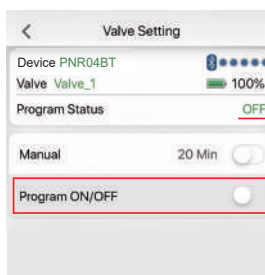 Valve Setting
Device PNR04BT
Valve Valve_1 100%
Program Status OFF
Manual 20 Min
Program ON/OFF